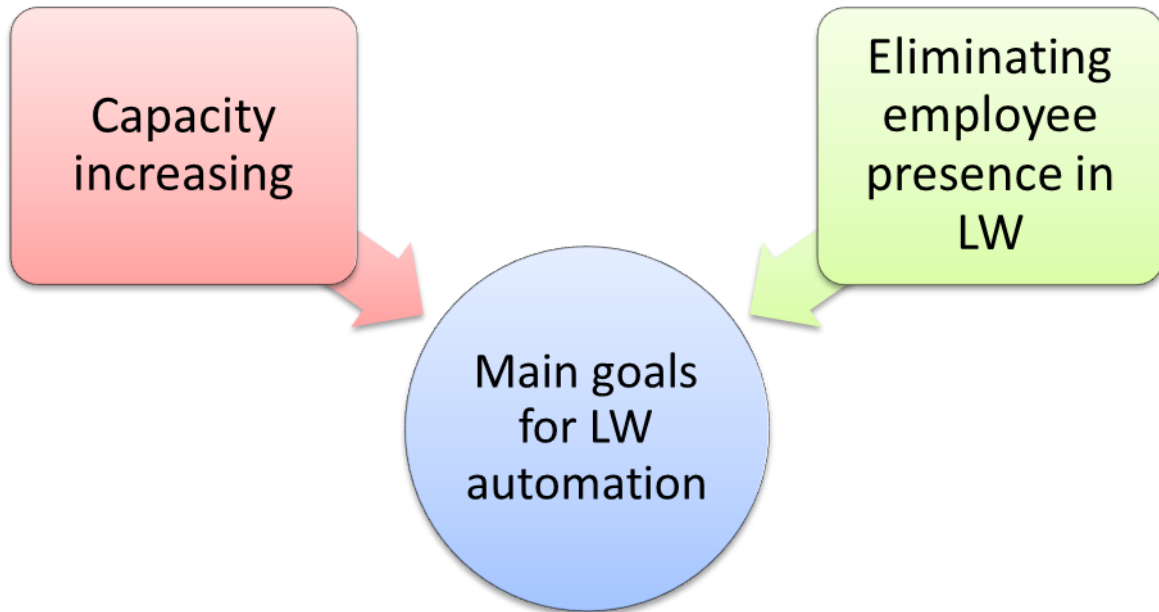 Capacity
increasing
Eliminating
employee
presence in
LW
Main goals
for LW
automation